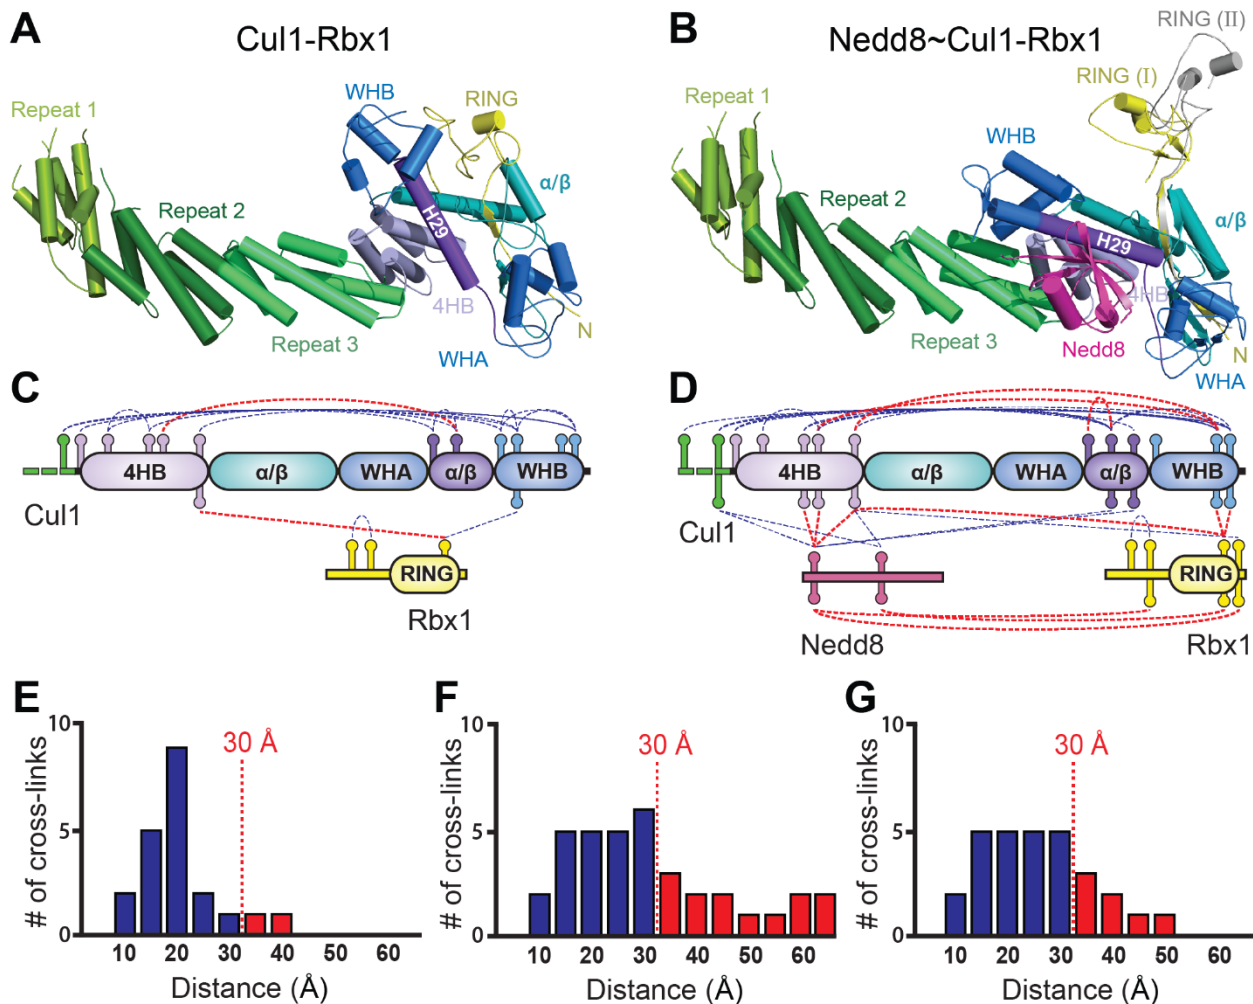 A
Cul1-Rbx1
Repeat 1
Repeat 2
Repeat 3
WHB
RING
α/β
H29
4HB
WHA
N
B
Nedd8~Cul1-Rbx1
RING (II)
RING (I)
Repeat 1
Repeat 2
Repeat 3
WHB
α/β
H29
4HB
Nedd8
N
WHA
C
4HB
α/β
WHA
α/β
WHB
Cul1
RING
Rbx1
D
4HB
α/β
WHA
α/β
WHB
Cul1
RING
Nedd8
Rbx1
E
# of cross-links
10
5
0
30 Å
10 20 30 40 50 60
Distance (Å)
F
# of cross-links
10
5
0
30 Å
10 20 30 40 50 60
Distance (Å)
G
# of cross-links
10
5
0
30 Å
10 20 30 40 50 60
Distance (Å)